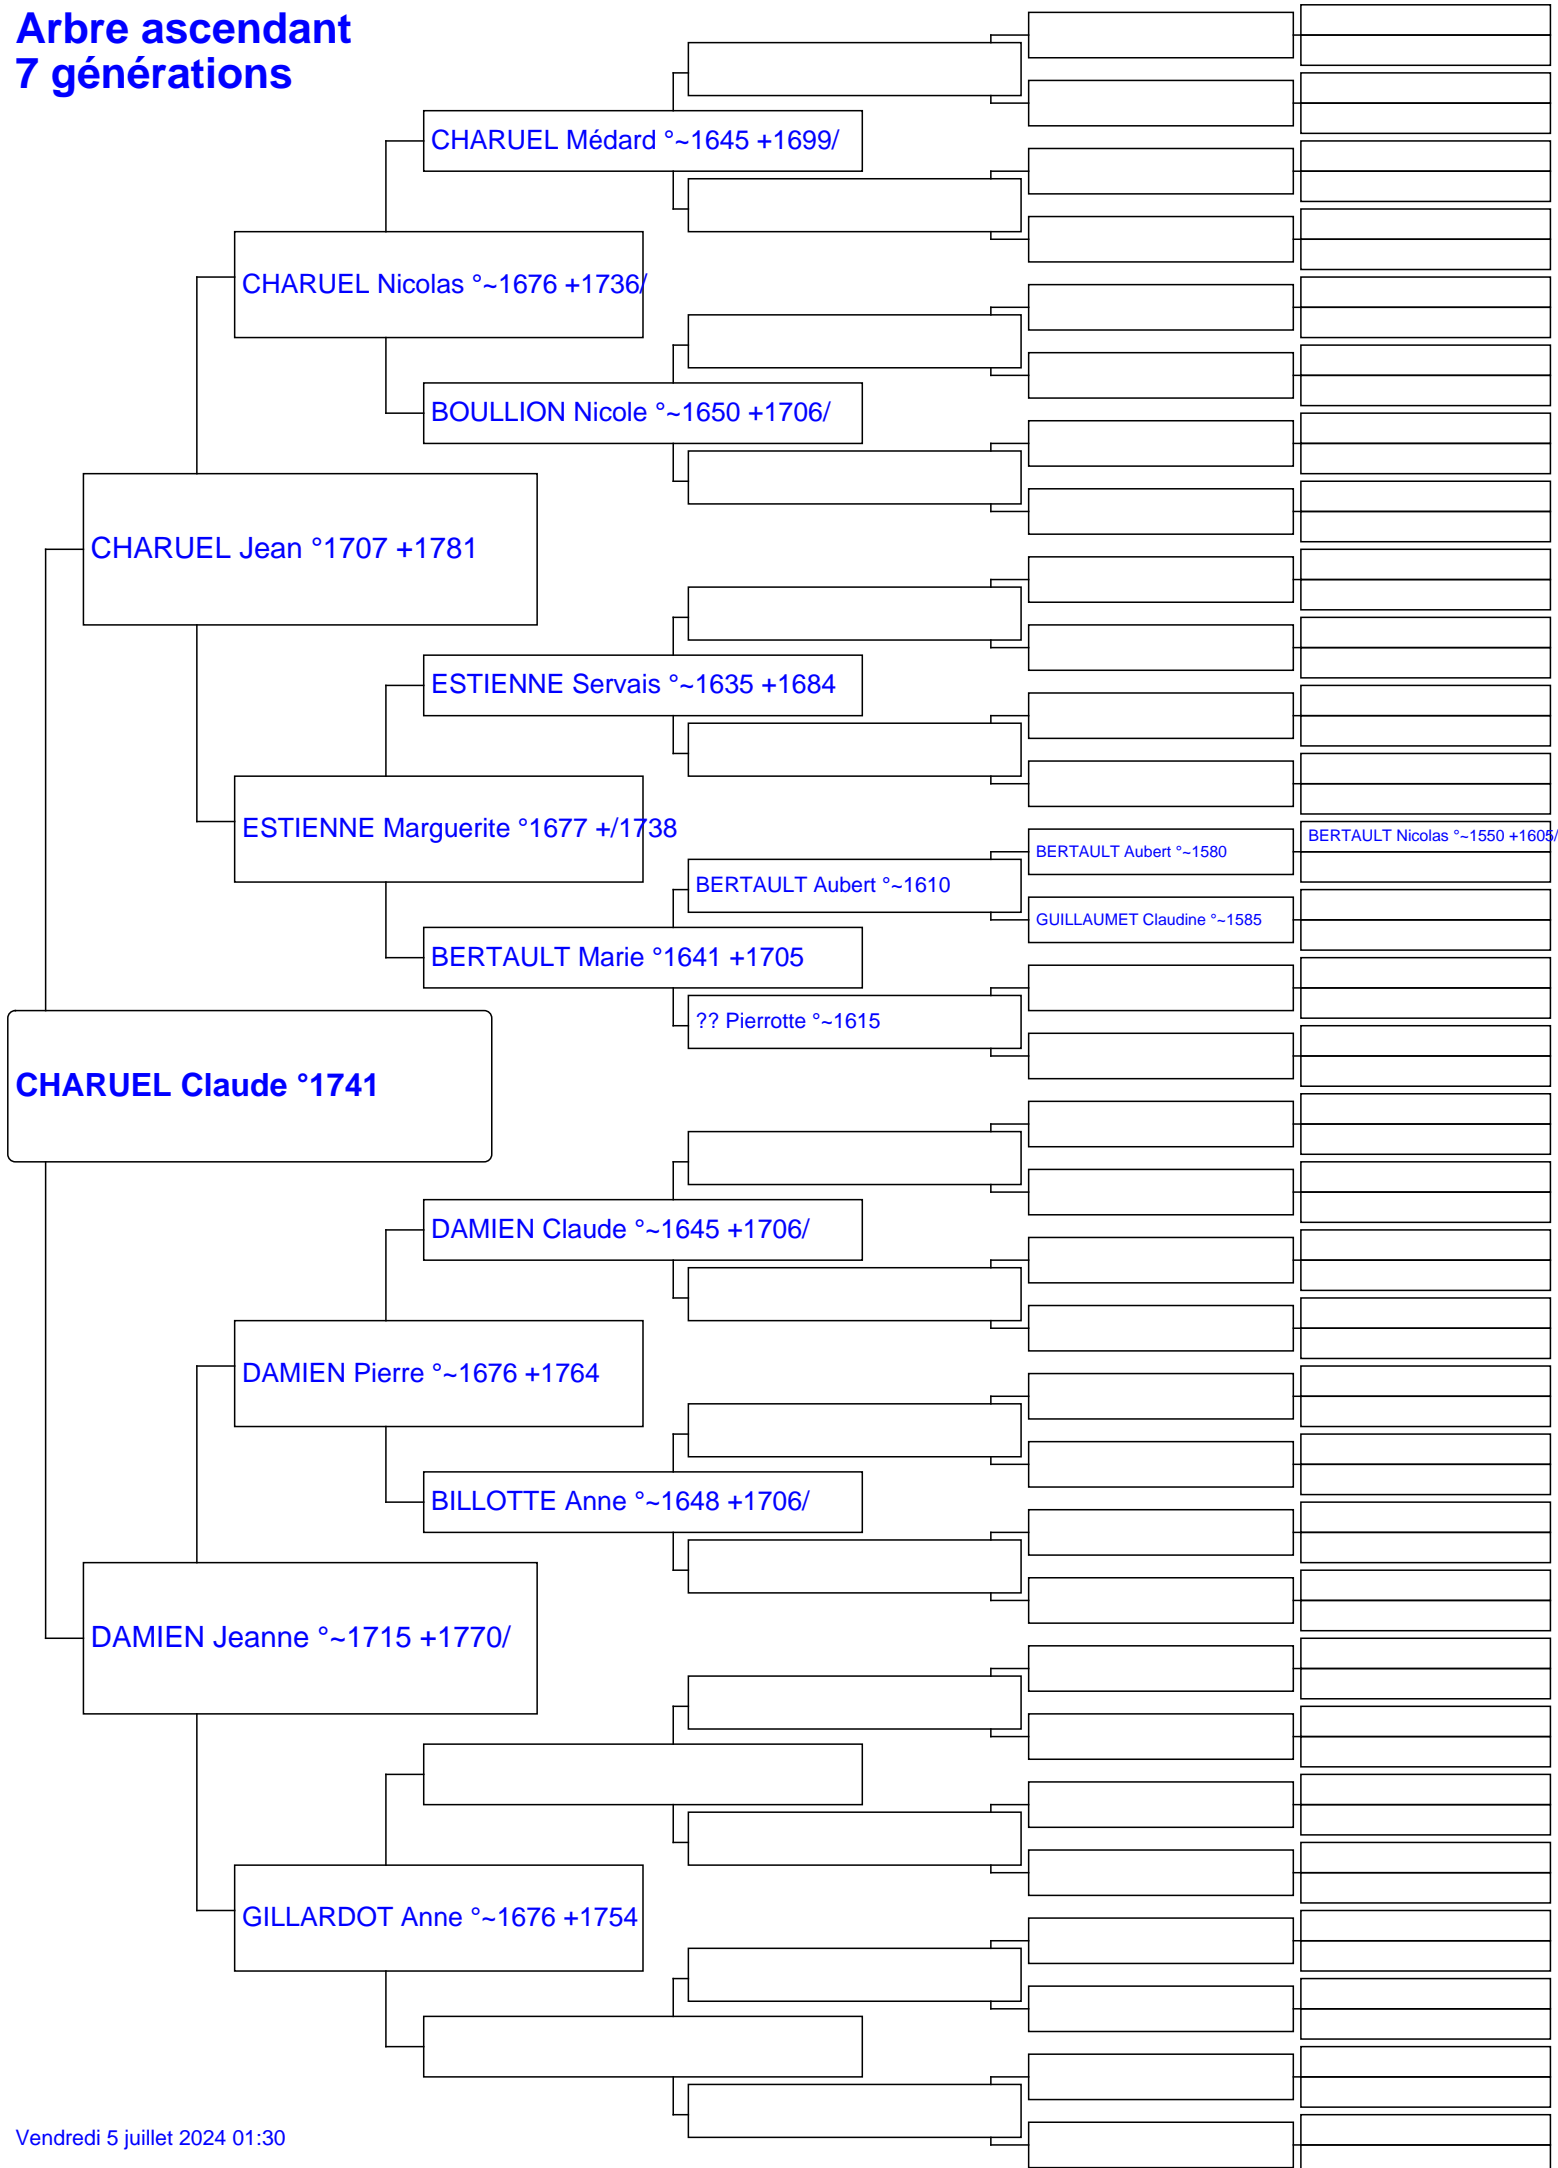 Arbre ascendant
7 générations
CHARUEL Médard °~1645 +1699/
CHARUEL Nicolas °~1676 +1736/
BOULLION Nicole °~1650 +1706/
CHARUEL Jean °1707 +1781
ESTIENNE Servais °~1635 +1684
ESTIENNE Marguerite °1677 +/1738
BERTAULT Nicolas °~1550 +1605/
BERTAULT Aubert °~1580
BERTAULT Aubert °~1610
GUILLAUMET Claudine °~1585
BERTAULT Marie °1641 +1705
?? Pierrotte °~1615
CHARUEL Claude °1741
DAMIEN Claude °~1645 +1706/
DAMIEN Pierre °~1676 +1764
BILLOTTE Anne °~1648 +1706/
DAMIEN Jeanne °~1715 +1770/
GILLARDOT Anne °~1676 +1754
Vendredi 5 juillet 2024 01:30